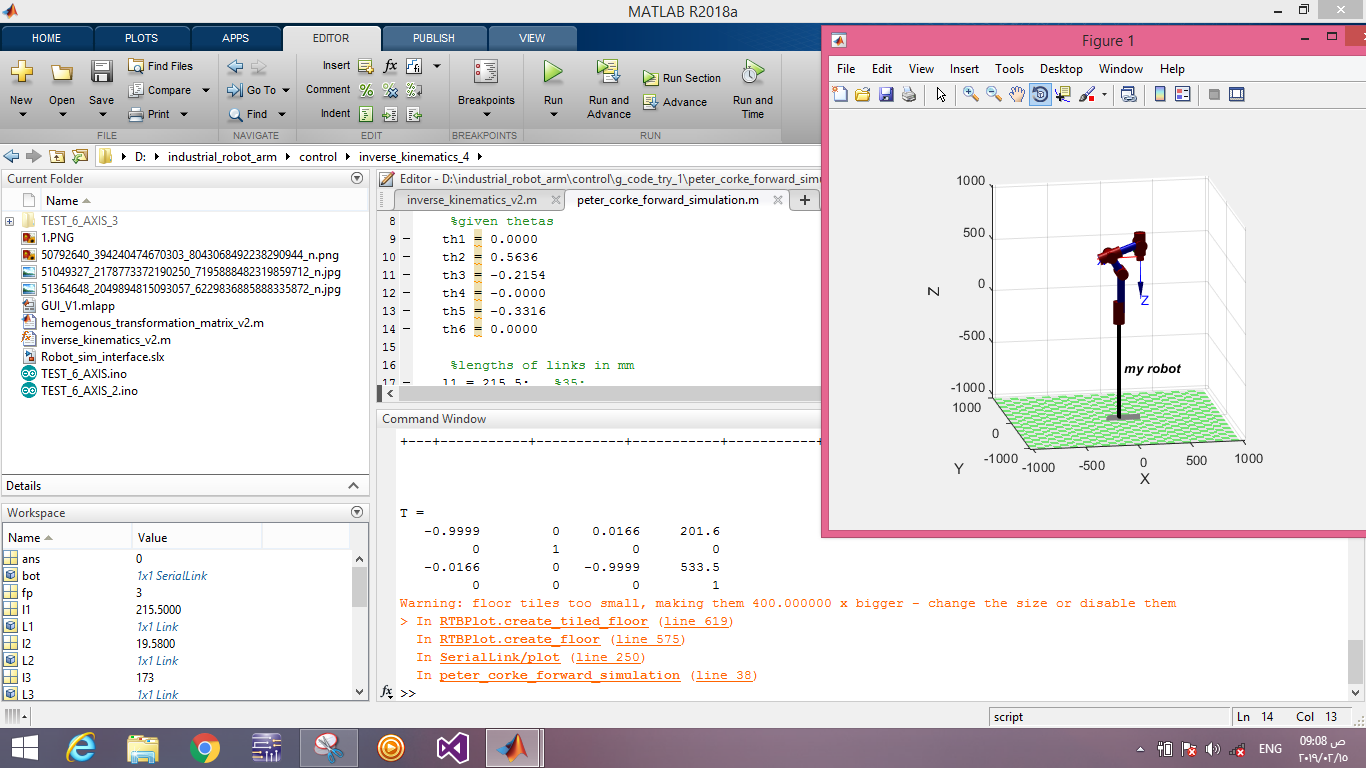 MATLAB R2018a
HOME PLOTS APPS EDITOR PUBLISH VIEW
New Open Save Find Files Compare Print
Go To Find
Insert fx
Comment
Indent
Breakpoints
Run Run and Advance Run Section Advance Run and Time
FILE NAVIGATE EDIT BREAKPOINTS RUN
D: industrial_robot_arm control inverse_kinematics_4
Current Folder
Name
TEST_6_AXIS_3
1.PNG
50792640_394240474670303_8043068492238290944_n.png
51049327_2178773372190250_7195888482319859712_n.jpg
51364648_2049894815093057_6229836885888335872_n.jpg
GUI_V1.mlapp
hemogenous_transformation_matrix_v2.m
inverse_kinematics_v2.m
Robot_sim_interface.slx
TEST_6_AXIS.ino
TEST_6_AXIS_2.ino
Details
Workspace
Name Value
ans 0
bot 1x1 SerialLink
fp 3
l1 215.5000
L1 1x1 Link
l2 19.5800
L2 1x1 Link
l3 173
L3 1x1 Link
Editor - D:\industrial_robot_arm\control\g_code_try_1\peter_corke_forward_simu
inverse_kinematics_v2.m peter_corke_forward_simulation.m
8 %given thetas
9 - th1 = 0.0000
10 - th2 = 0.5636
11 - th3 = -0.2154
12 - th4 = -0.0000
13 - th5 = -0.3316
14 - th6 = 0.0000
15
16 %lengths of links in mm
17 - l1 = 215.5; %35;
Command Window
+---+------------+------------+------------+------------+
T =
-0.9999 0 0.0166 201.6
0 1 0 0
-0.0166 0 -0.9999 533.5
0 0 0 1
Warning: floor tiles too small, making them 400.000000 x bigger - change the size or disable them
> In RTBPlot.create_tiled_floor (line 619)
In RTBPlot.create_floor (line 575)
In SerialLink/plot (line 250)
In peter_corke_forward_simulation (line 38)
fx >>
Figure 1
File Edit View Insert Tools Desktop Window Help
1000
500
0
-500
-1000
Z
Z
my robot
1000
0
-1000
Y
-1000 -500 0 500 1000
X
script Ln 14 Col 13
ENG
09:08 ص
٢٠١٩/٠٢/١٥